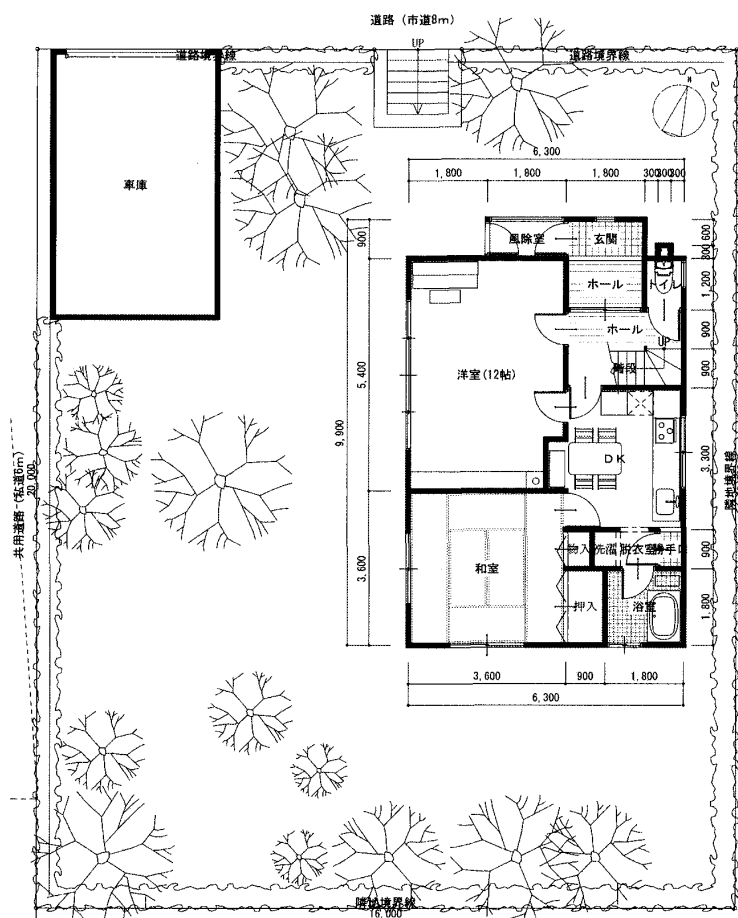 道路 (市道8m)
UP
道路境界線
道路境界線
N
6,300
1,800
1,800
1,800
300
300
300
車庫
900
600
300
風除室
玄関
ホール
トイレ
1,200
ホール
900
UP
階段
900
洋室(12帖)
5,400
9,900
DK
3,300
共用道路-(私道6m)
20,000
隣地境界線
物入
洗濯
脱衣室
勝手口
900
和室
3,600
押入
浴室
1,800
3,600
900
1,800
6,300
隣地境界線
16,000